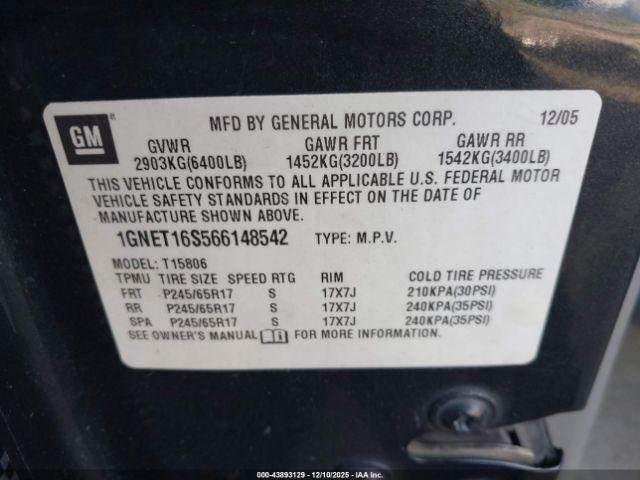 GM
MFD BY GENERAL MOTORS CORP. 12/05
GVWR GAWR FRT GAWR RR
2903KG(6400LB) 1452KG(3200LB) 1542KG(3400LB)
THIS VEHICLE CONFORMS TO ALL APPLICABLE U.S. FEDERAL MOTOR
VEHICLE SAFETY STANDARDS IN EFFECT ON THE DATE OF
MANUFACTURE SHOWN ABOVE.
1GNET16S566148542 TYPE: M.P.V.
MODEL: T15806
TPMU TIRE SIZE SPEED RTG RIM COLD TIRE PRESSURE
FRT P245/65R17 S 17X7J 210KPA(30PSI)
RR P245/65R17 S 17X7J 240KPA(35PSI)
SPA P245/65R17 S 17X7J 240KPA(35PSI)
SEE OWNER'S MANUAL FOR MORE INFORMATION.
000-43893129 - 12/10/2025 - IAA Inc.